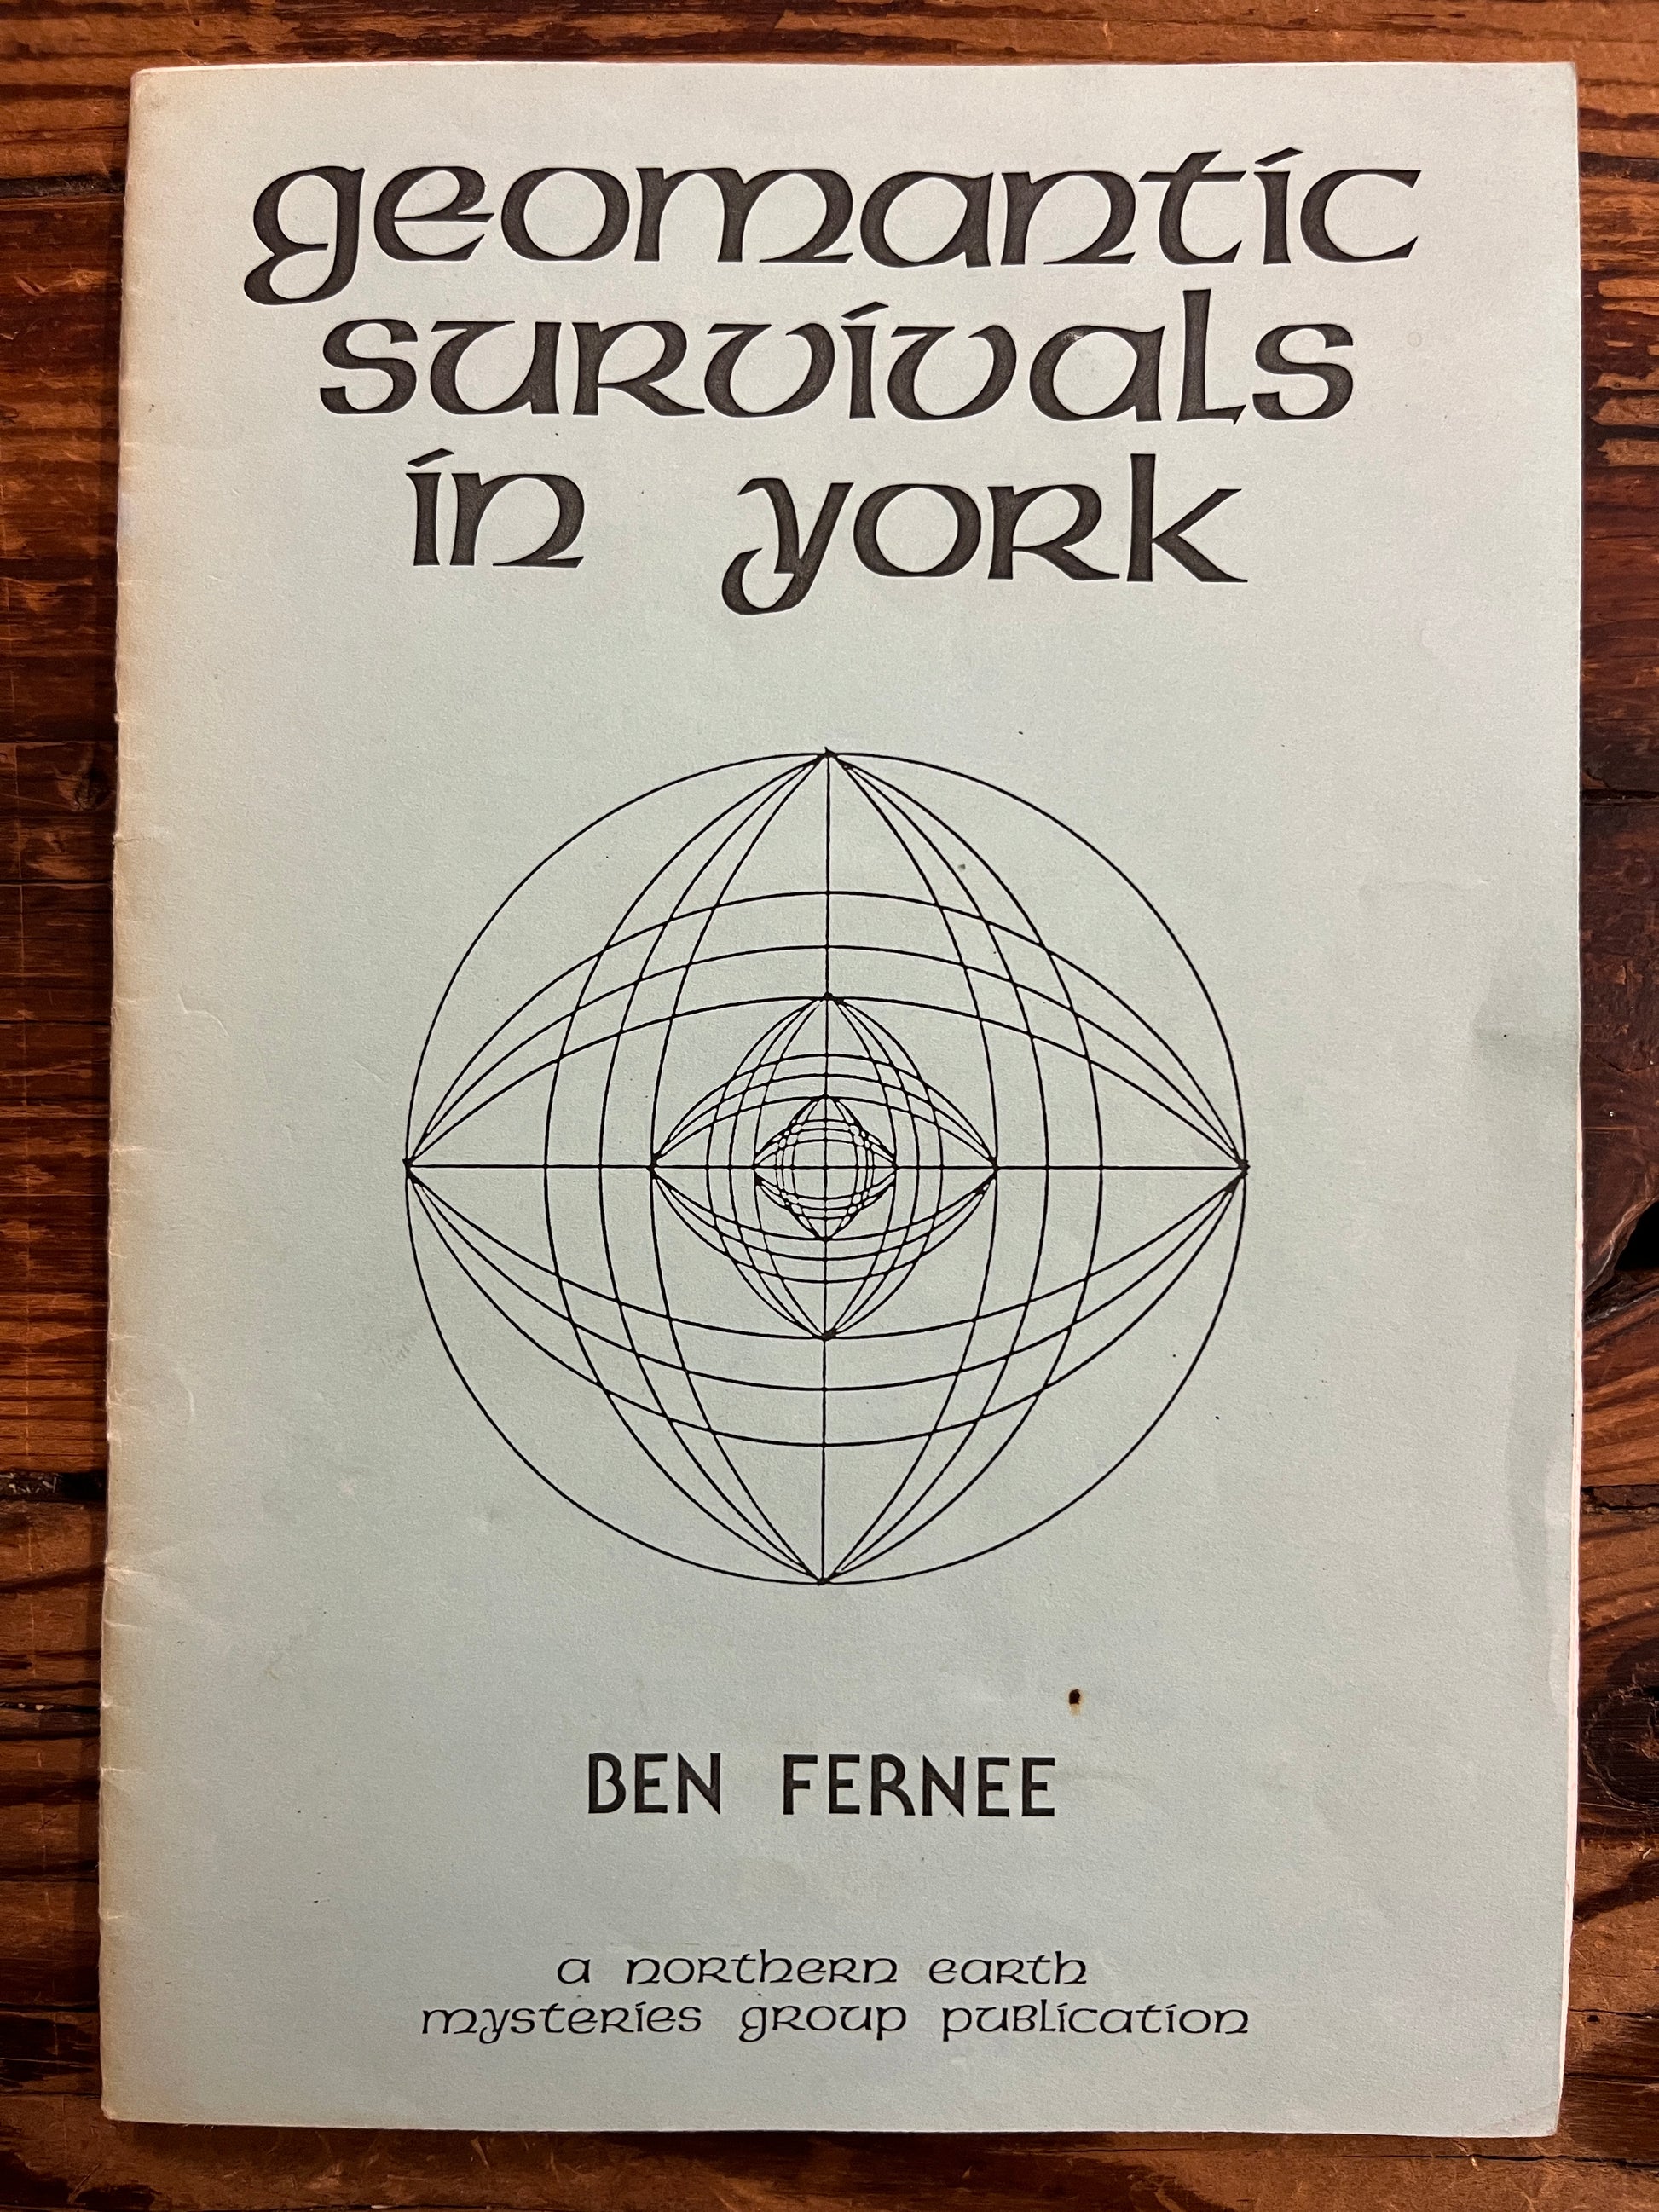 geomantic
survivals
in york
BEN FERNEE
a northern earth
mysteries group publication